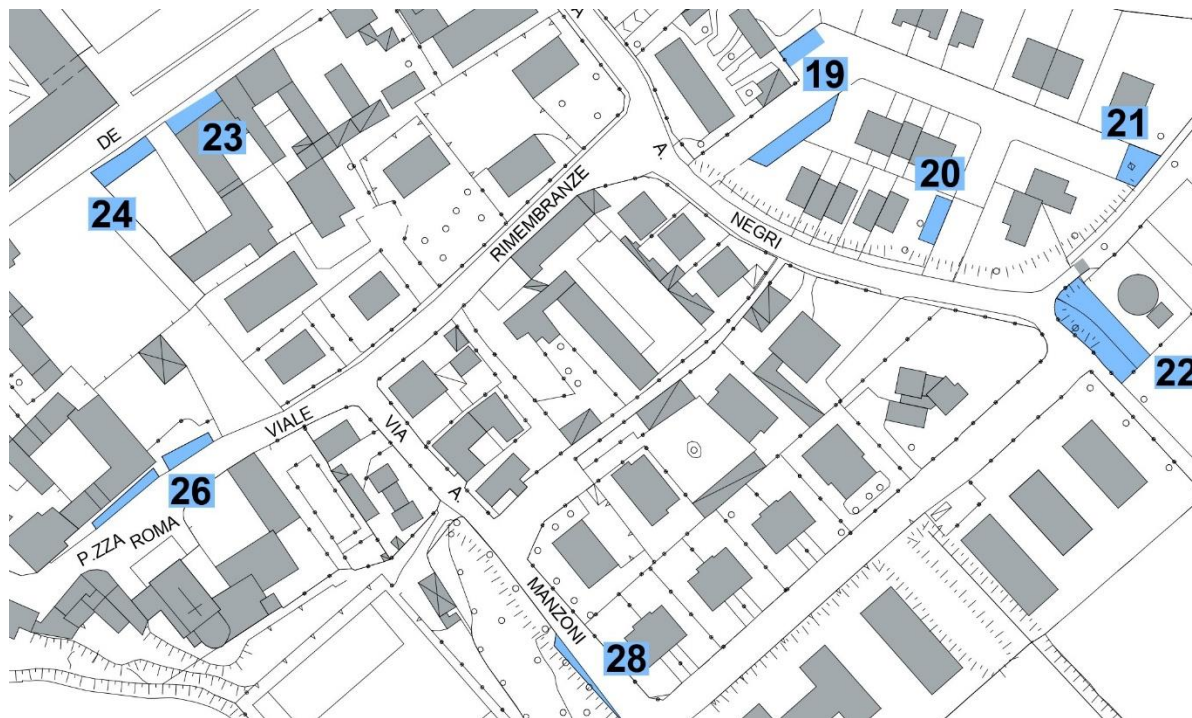 19
21
DE
23
A.
20
24
RIMEMBRANZE
NEGRI
22
VIALE
VIA
26
A.
P.ZZA
ROMA
MANZONI
28